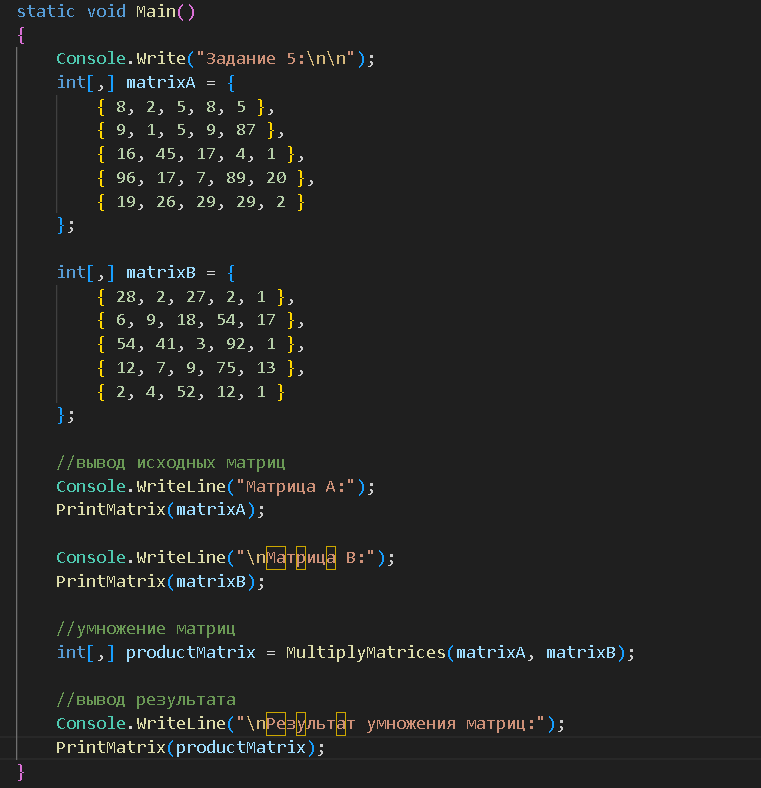 static void Main()
{
    Console.Write("Задание 5:\n\n");
    int[,] matrixA = {
        { 8, 2, 5, 8, 5 },
        { 9, 1, 5, 9, 87 },
        { 16, 45, 17, 4, 1 },
        { 96, 17, 7, 89, 20 },
        { 19, 26, 29, 29, 2 }
    };
    int[,] matrixB = {
        { 28, 2, 27, 2, 1 },
        { 6, 9, 18, 54, 17 },
        { 54, 41, 3, 92, 1 },
        { 12, 7, 9, 75, 13 },
        { 2, 4, 52, 12, 1 }
    };
    //вывод исходных матриц
    Console.WriteLine("Матрица A:");
    PrintMatrix(matrixA);
    Console.WriteLine("\nМатрица B:");
    PrintMatrix(matrixB);
    //умножение матриц
    int[,] productMatrix = MultiplyMatrices(matrixA, matrixB);
    //вывод результата
    Console.WriteLine("\nРезультат умножения матриц:");
    PrintMatrix(productMatrix);
}